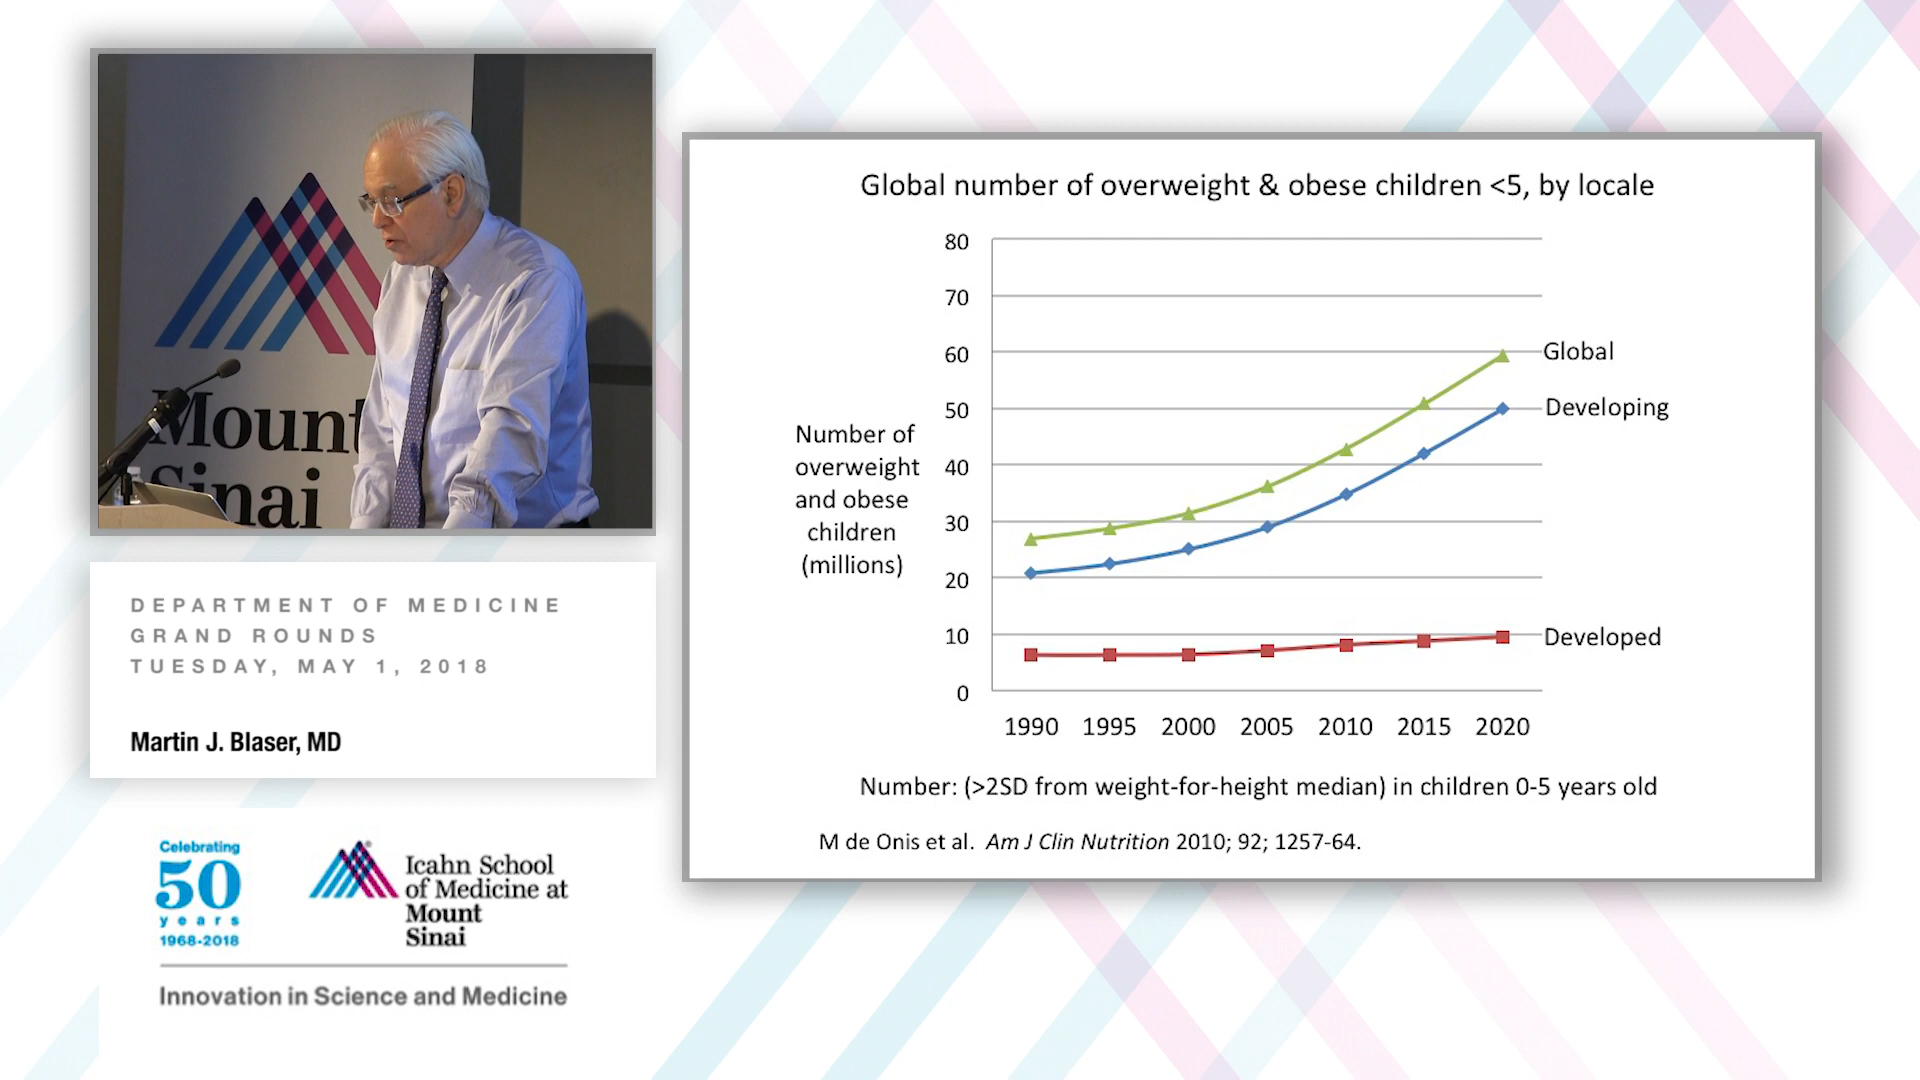 Mount
Sinai
DEPARTMENT OF MEDICINE
GRAND ROUNDS
TUESDAY, MAY 1, 2018
Martin J. Blaser, MD
Celebrating
50
years
1968-2018
Icahn School
of Medicine at
Mount
Sinai
Innovation in Science and Medicine
Global number of overweight & obese children <5, by locale
80
70
60
50
40
30
20
10
0
Number of
overweight
and obese
children
(millions)
Global
Developing
Developed
1990 1995 2000 2005 2010 2015 2020
Number: (>2SD from weight-for-height median) in children 0-5 years old
M de Onis et al. Am J Clin Nutrition 2010; 92; 1257-64.